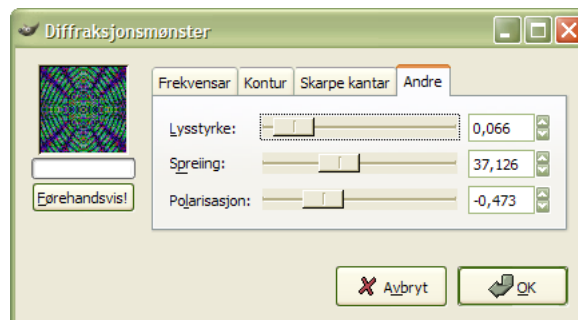 Diffraksjonsmønster
Frekvensar Kontur Skarpe kantar Andre
Lysstyrke: 0,066
Spreiing: 37,126
Førehandsvis!
Polarisasjon: -0,473
Avbryt OK